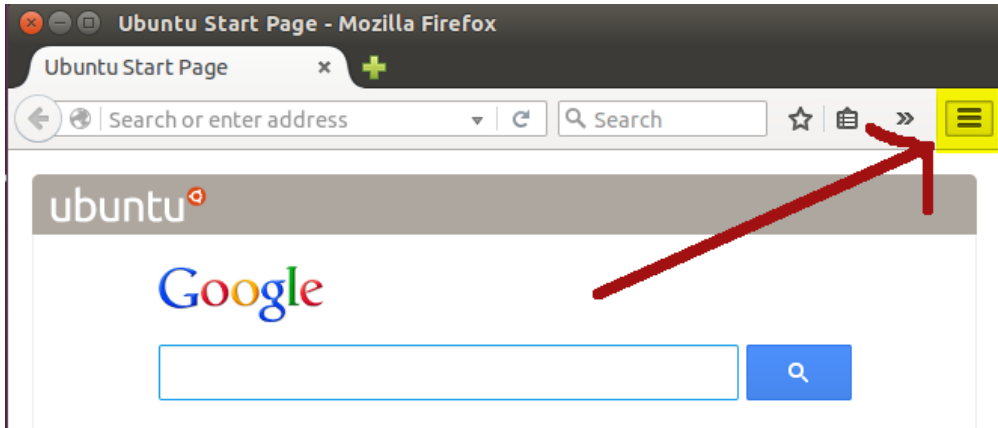 Ubuntu Start Page - Mozilla Firefox
Ubuntu Start Page
Search or enter address
Search
ubuntu
Google